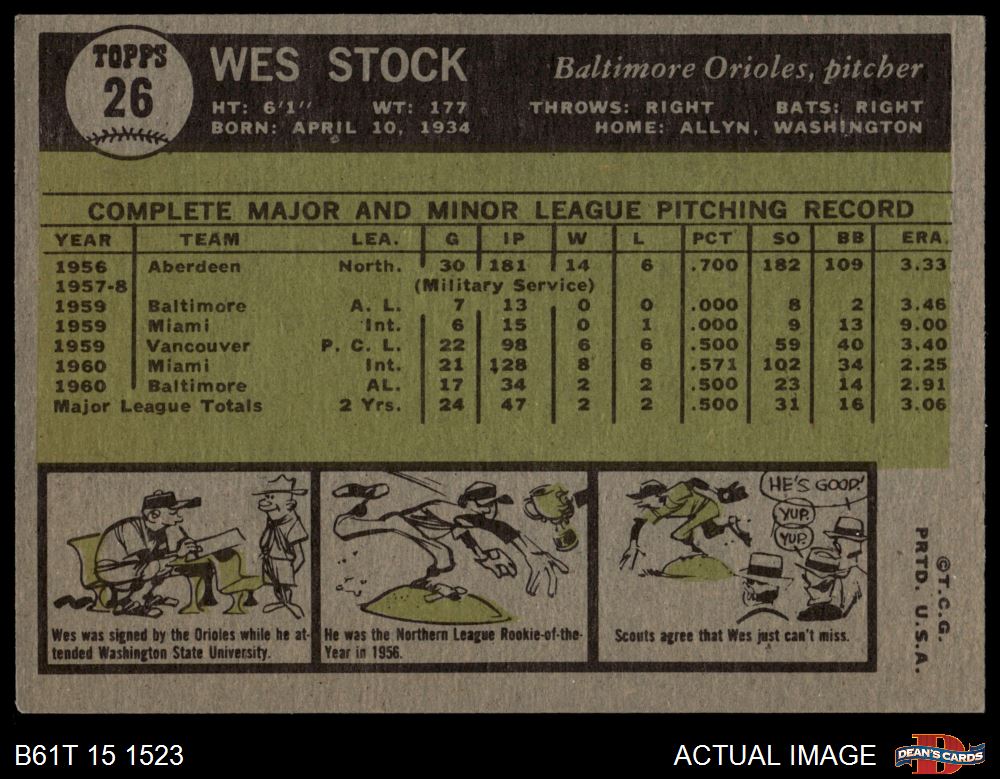 TOPPS
26
WES STOCK
Baltimore Orioles, pitcher
HT: 6'1" WT: 177 THROWS: RIGHT BATS: RIGHT
BORN: APRIL 10, 1934 HOME: ALLYN, WASHINGTON
COMPLETE MAJOR AND MINOR LEAGUE PITCHING RECORD
YEAR TEAM LEA. G IP W L PCT SO BB ERA.
1956 Aberdeen North. 30 181 14 6 .700 182 109 3.33
1957-8 (Military Service)
1959 Baltimore A. L. 7 13 0 0 .000 8 2 3.46
1959 Miami Int. 6 15 0 1 .000 9 13 9.00
1959 Vancouver P. C. L. 22 98 6 6 .500 59 40 3.40
1960 Miami Int. 21 128 8 6 .571 102 34 2.25
1960 Baltimore AL. 17 34 2 2 .500 23 14 2.91
Major League Totals 2 Yrs. 24 47 2 2 .500 31 16 3.06
Wes was signed by the Orioles while he at-
tended Washington State University.
He was the Northern League Rookie-of-the-
Year in 1956.
HE'S GOOD!
YUP.
YUP.
Scouts agree that Wes just can't miss.
©T.C.G.
PRTD. U.S.A.
B61T 15 1523
ACTUAL IMAGE
DEAN'S CARDS